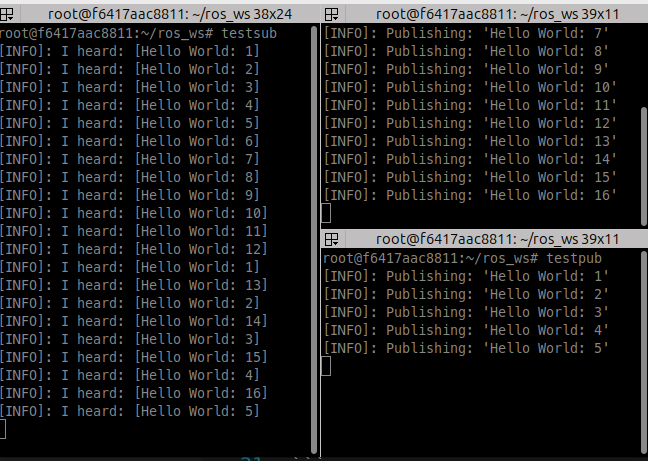 root@f6417aac8811: ~/ros_ws 38x24
root@f6417aac8811:~/ros_ws# testsub
[INFO]: I heard: [Hello World: 1]
[INFO]: I heard: [Hello World: 2]
[INFO]: I heard: [Hello World: 3]
[INFO]: I heard: [Hello World: 4]
[INFO]: I heard: [Hello World: 5]
[INFO]: I heard: [Hello World: 6]
[INFO]: I heard: [Hello World: 7]
[INFO]: I heard: [Hello World: 8]
[INFO]: I heard: [Hello World: 9]
[INFO]: I heard: [Hello World: 10]
[INFO]: I heard: [Hello World: 11]
[INFO]: I heard: [Hello World: 12]
[INFO]: I heard: [Hello World: 1]
[INFO]: I heard: [Hello World: 13]
[INFO]: I heard: [Hello World: 2]
[INFO]: I heard: [Hello World: 14]
[INFO]: I heard: [Hello World: 3]
[INFO]: I heard: [Hello World: 15]
[INFO]: I heard: [Hello World: 4]
[INFO]: I heard: [Hello World: 16]
[INFO]: I heard: [Hello World: 5]
root@f6417aac8811: ~/ros_ws 39x11
[INFO]: Publishing: 'Hello World: 7'
[INFO]: Publishing: 'Hello World: 8'
[INFO]: Publishing: 'Hello World: 9'
[INFO]: Publishing: 'Hello World: 10'
[INFO]: Publishing: 'Hello World: 11'
[INFO]: Publishing: 'Hello World: 12'
[INFO]: Publishing: 'Hello World: 13'
[INFO]: Publishing: 'Hello World: 14'
[INFO]: Publishing: 'Hello World: 15'
[INFO]: Publishing: 'Hello World: 16'
root@f6417aac8811: ~/ros_ws 39x11
root@f6417aac8811:~/ros_ws# testpub
[INFO]: Publishing: 'Hello World: 1'
[INFO]: Publishing: 'Hello World: 2'
[INFO]: Publishing: 'Hello World: 3'
[INFO]: Publishing: 'Hello World: 4'
[INFO]: Publishing: 'Hello World: 5'